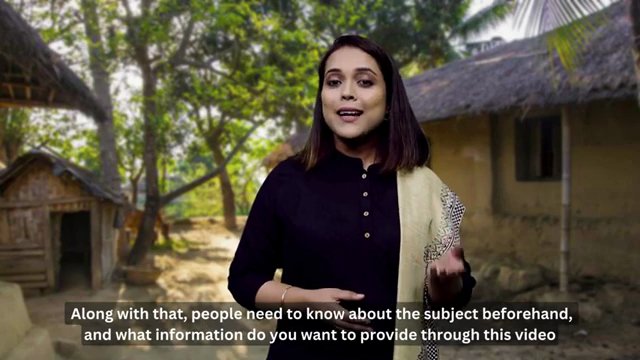 Along with that, people need to know about the subject beforehand,
and what information do you want to provide through this video